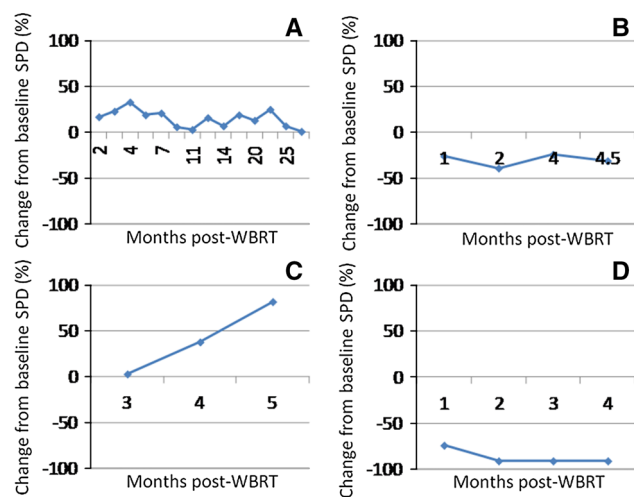 A
Change from baseline SPD (%)
100
50
0
-50
-100
2 4 7 11 14 20 25
Months post-WBRT
B
Change from baseline SPD (%)
100
50
0
-50
-100
1 2 4 4.5
Months post-WBRT
C
Change from baseline SPD (%)
100
50
0
-50
-100
3 4 5
Months post-WBRT
D
Change from baseline SPD (%)
100
50
0
-50
-100
1 2 3 4
Months post-WBRT